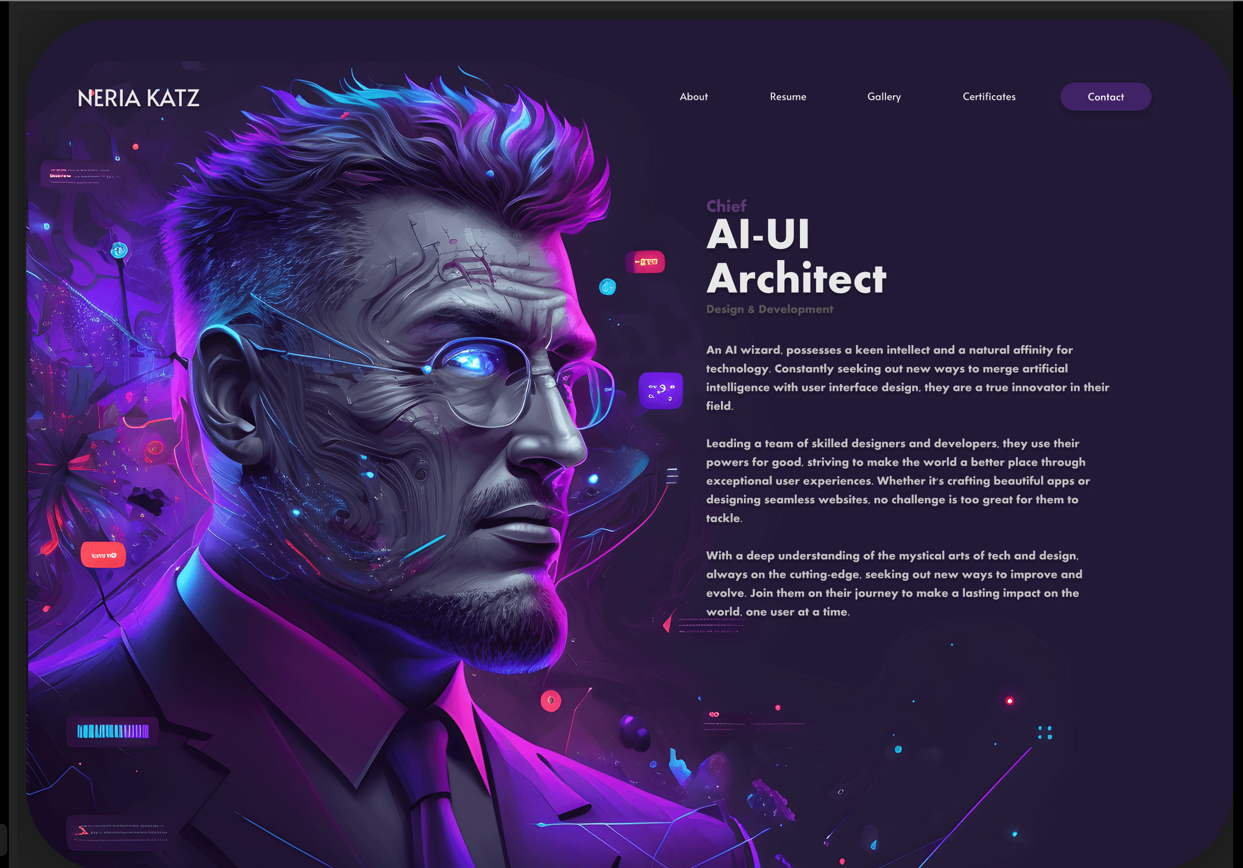 NERIA KATZ
About
Resume
Gallery
Certificates
Contact
Chief
AI-UI
Architect
Design & Development
An AI wizard, possesses a keen intellect and a natural affinity for
technology. Constantly seeking out new ways to merge artificial
intelligence with user interface design, they are a true innovator in their
field.
Leading a team of skilled designers and developers, they use their
powers for good, striving to make the world a better place through
exceptional user experiences. Whether it's crafting beautiful apps or
designing seamless websites, no challenge is too great for them to
tackle.
With a deep understanding of the mystical arts of tech and design,
always on the cutting-edge, seeking out new ways to improve and
evolve. Join them on their journey to make a lasting impact on the
world, one user at a time.